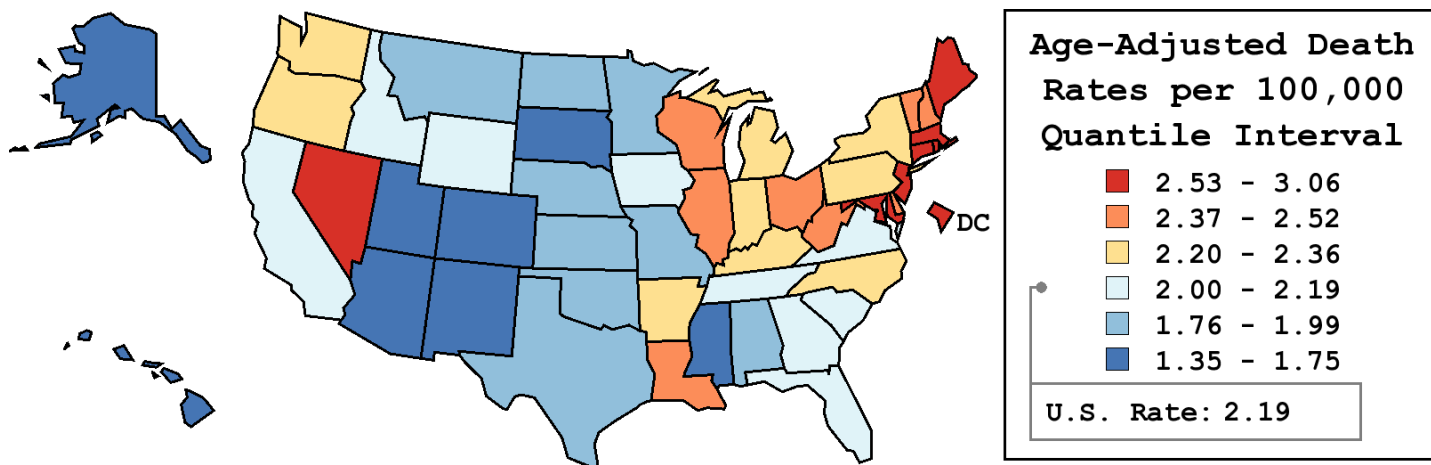 Age-Adjusted Death
Rates per 100,000
Quantile Interval
2.53 - 3.06
2.37 - 2.52
2.20 - 2.36
2.00 - 2.19
1.76 - 1.99
1.35 - 1.75
U.S. Rate: 2.19
DC